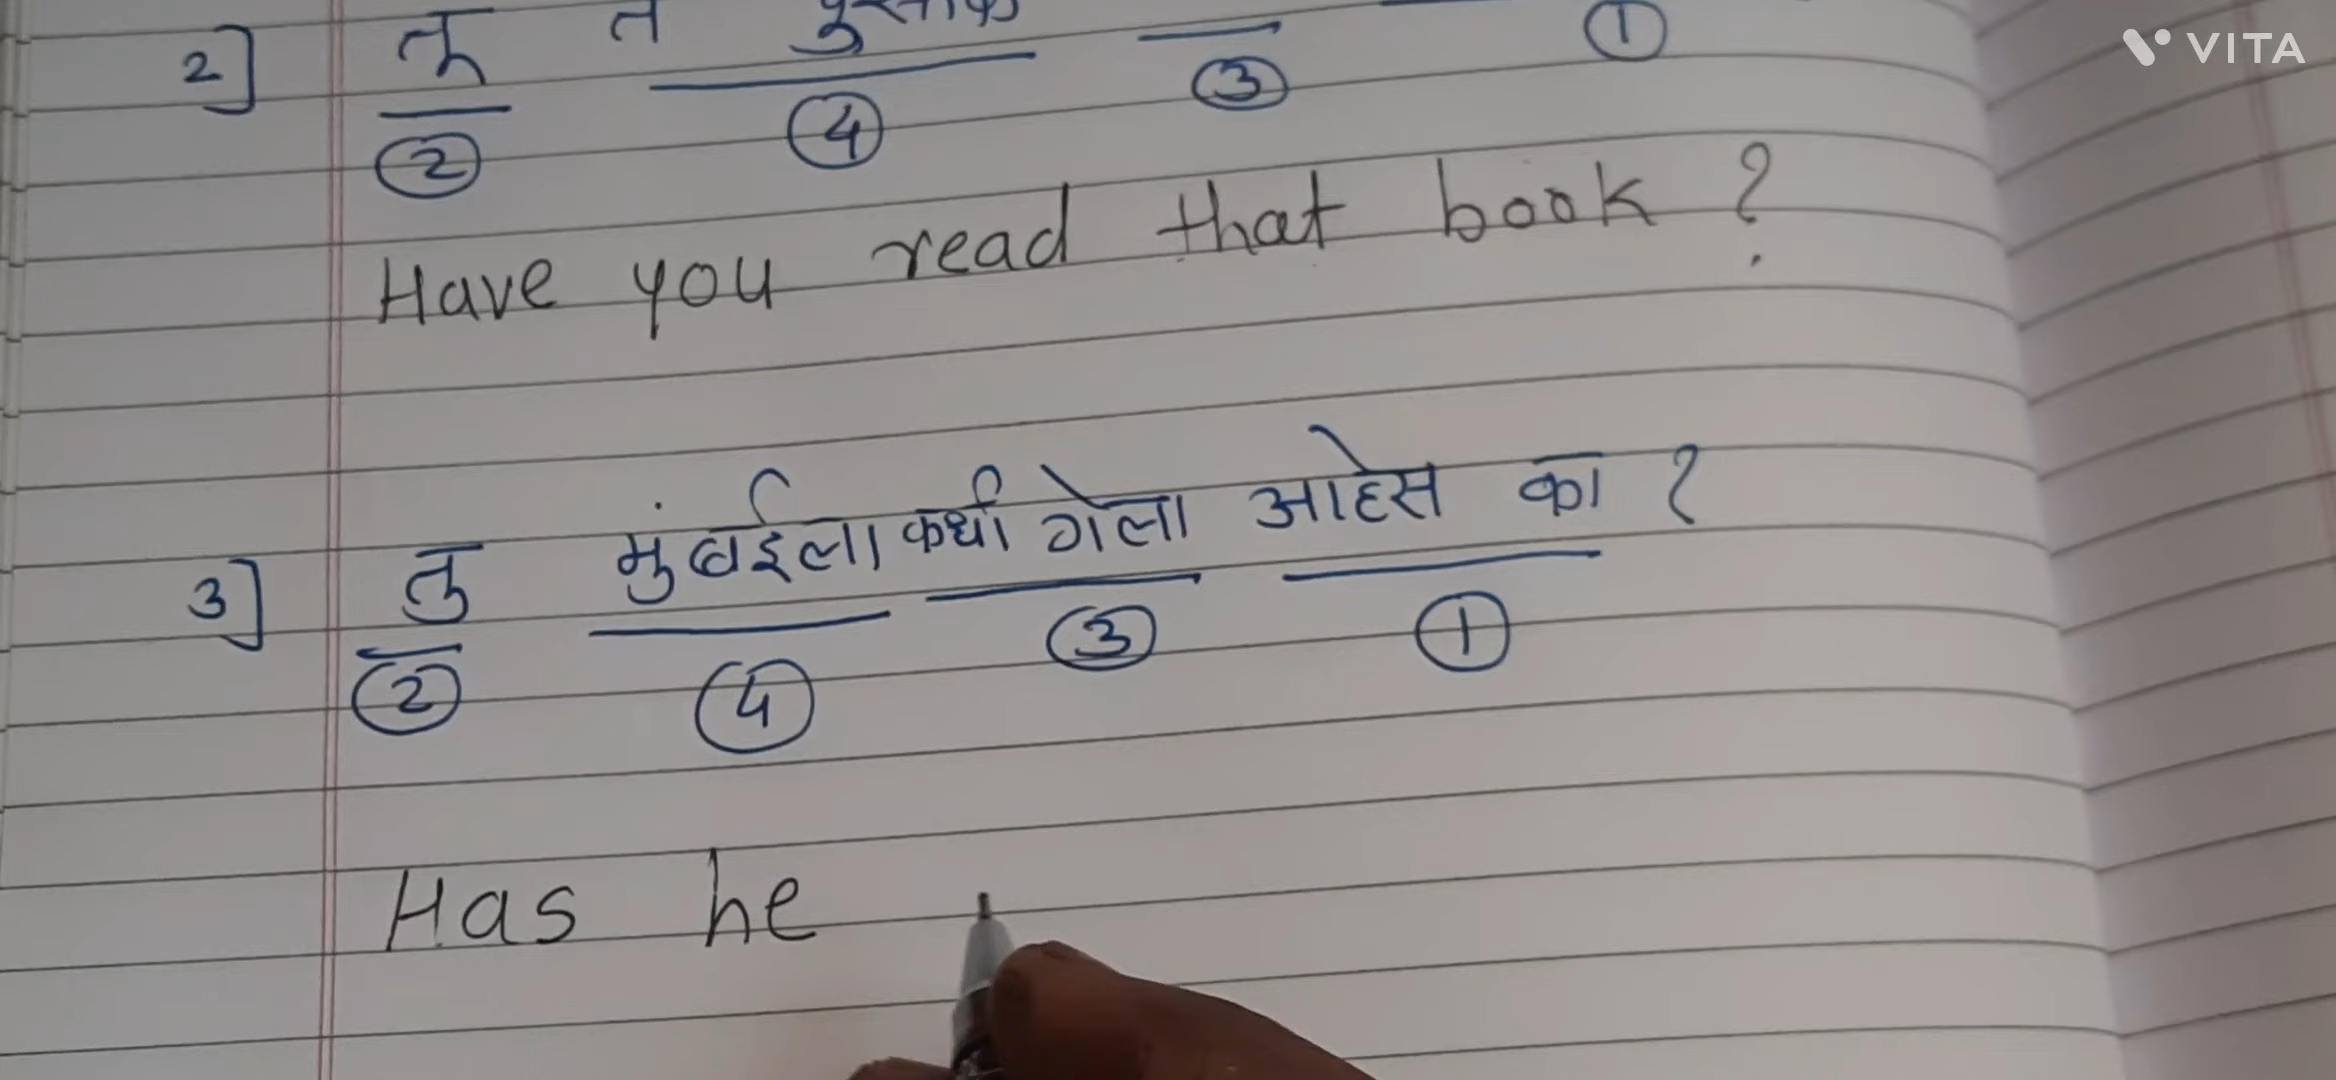 2] तू त पुस्तक
② ④ ③ ①
VITA
Have you read that book ?
3] तु मुंबईला कधी गेला आहेस का ?
② ④ ③ ①
Has he